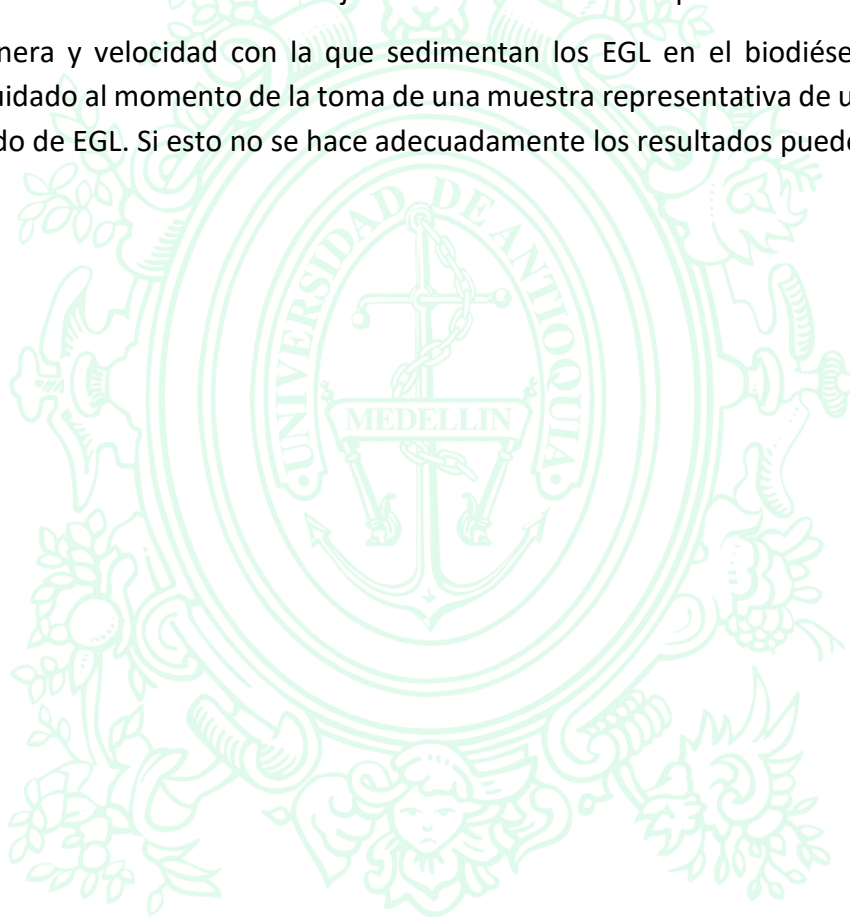 nera y velocidad con la que sedimentan los EGL en el biodiése
uidado al momento de la toma de una muestra representativa de u
do de EGL. Si esto no se hace adecuadamente los resultados puede
UNIVERSIDAD DE ANTIOQUIA
MEDELLIN